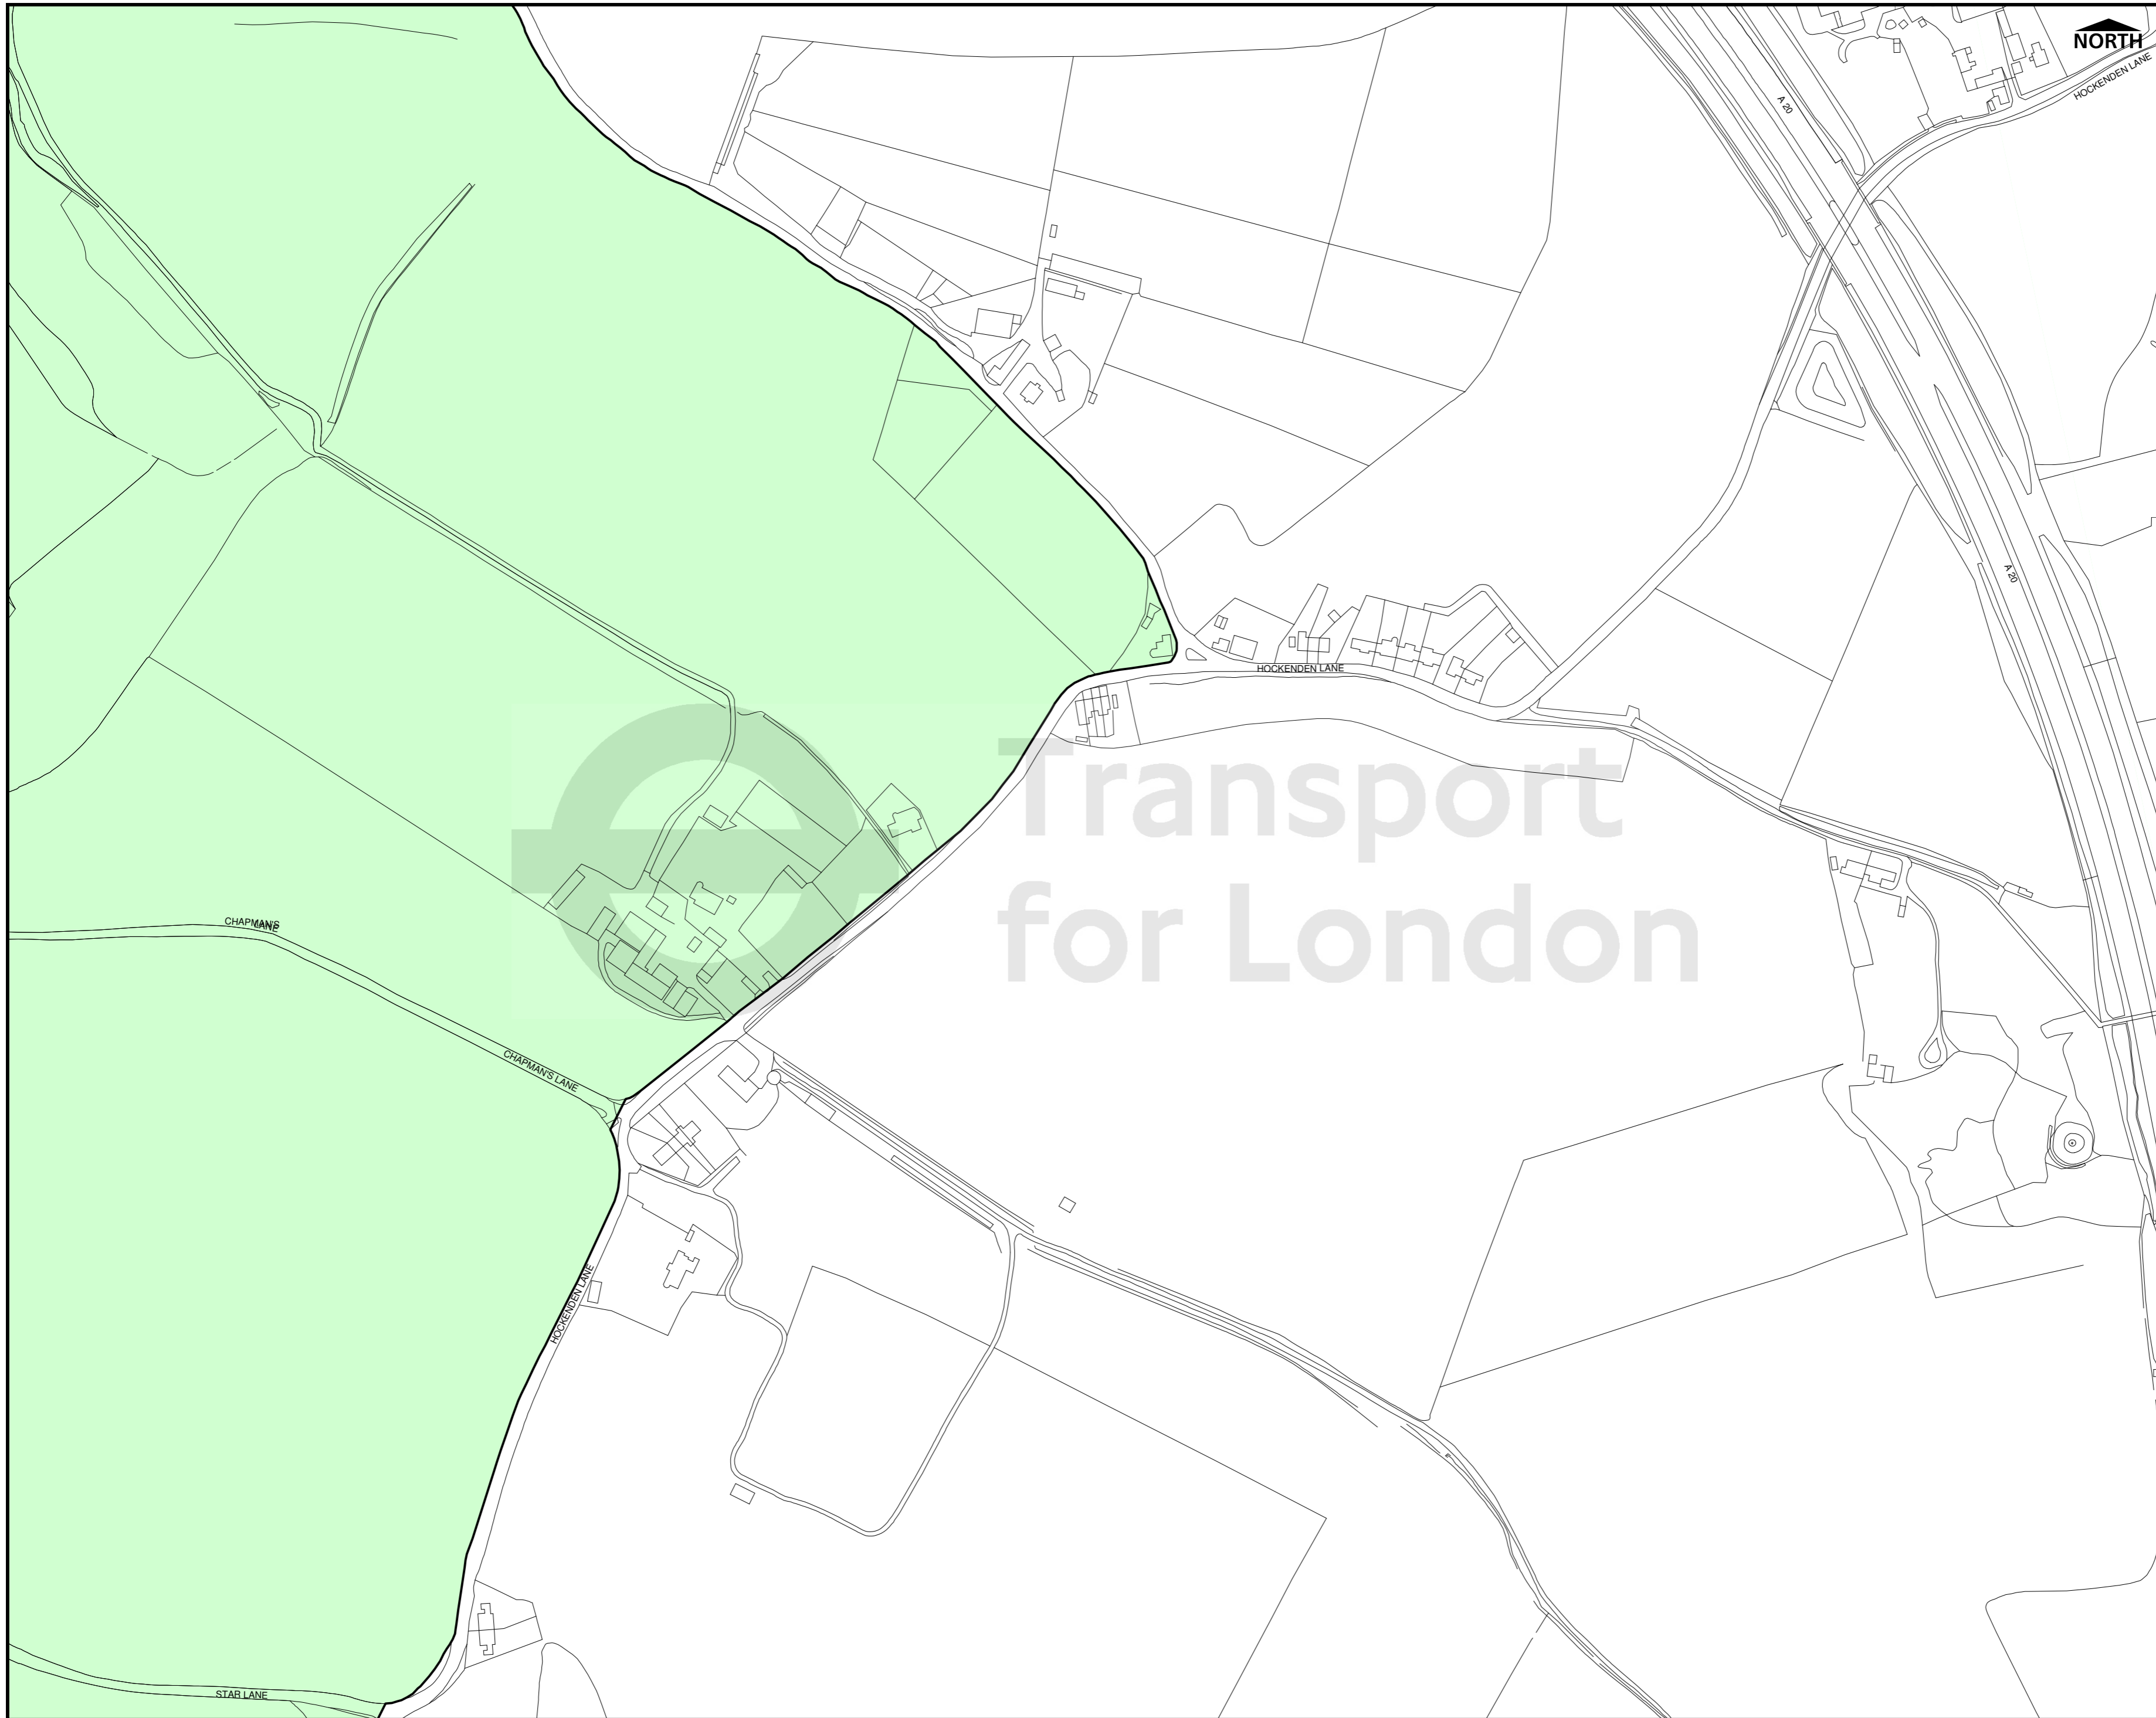 NORTH
HOCKENDEN LANE
A 20
A 20
HOCKENDEN LANE
Transport
for London
CHAPMAN'S
LANE
CHAPMAN'S LANE
HOCKENDEN LANE
STAR LANE